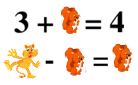 3 + = 4
- =